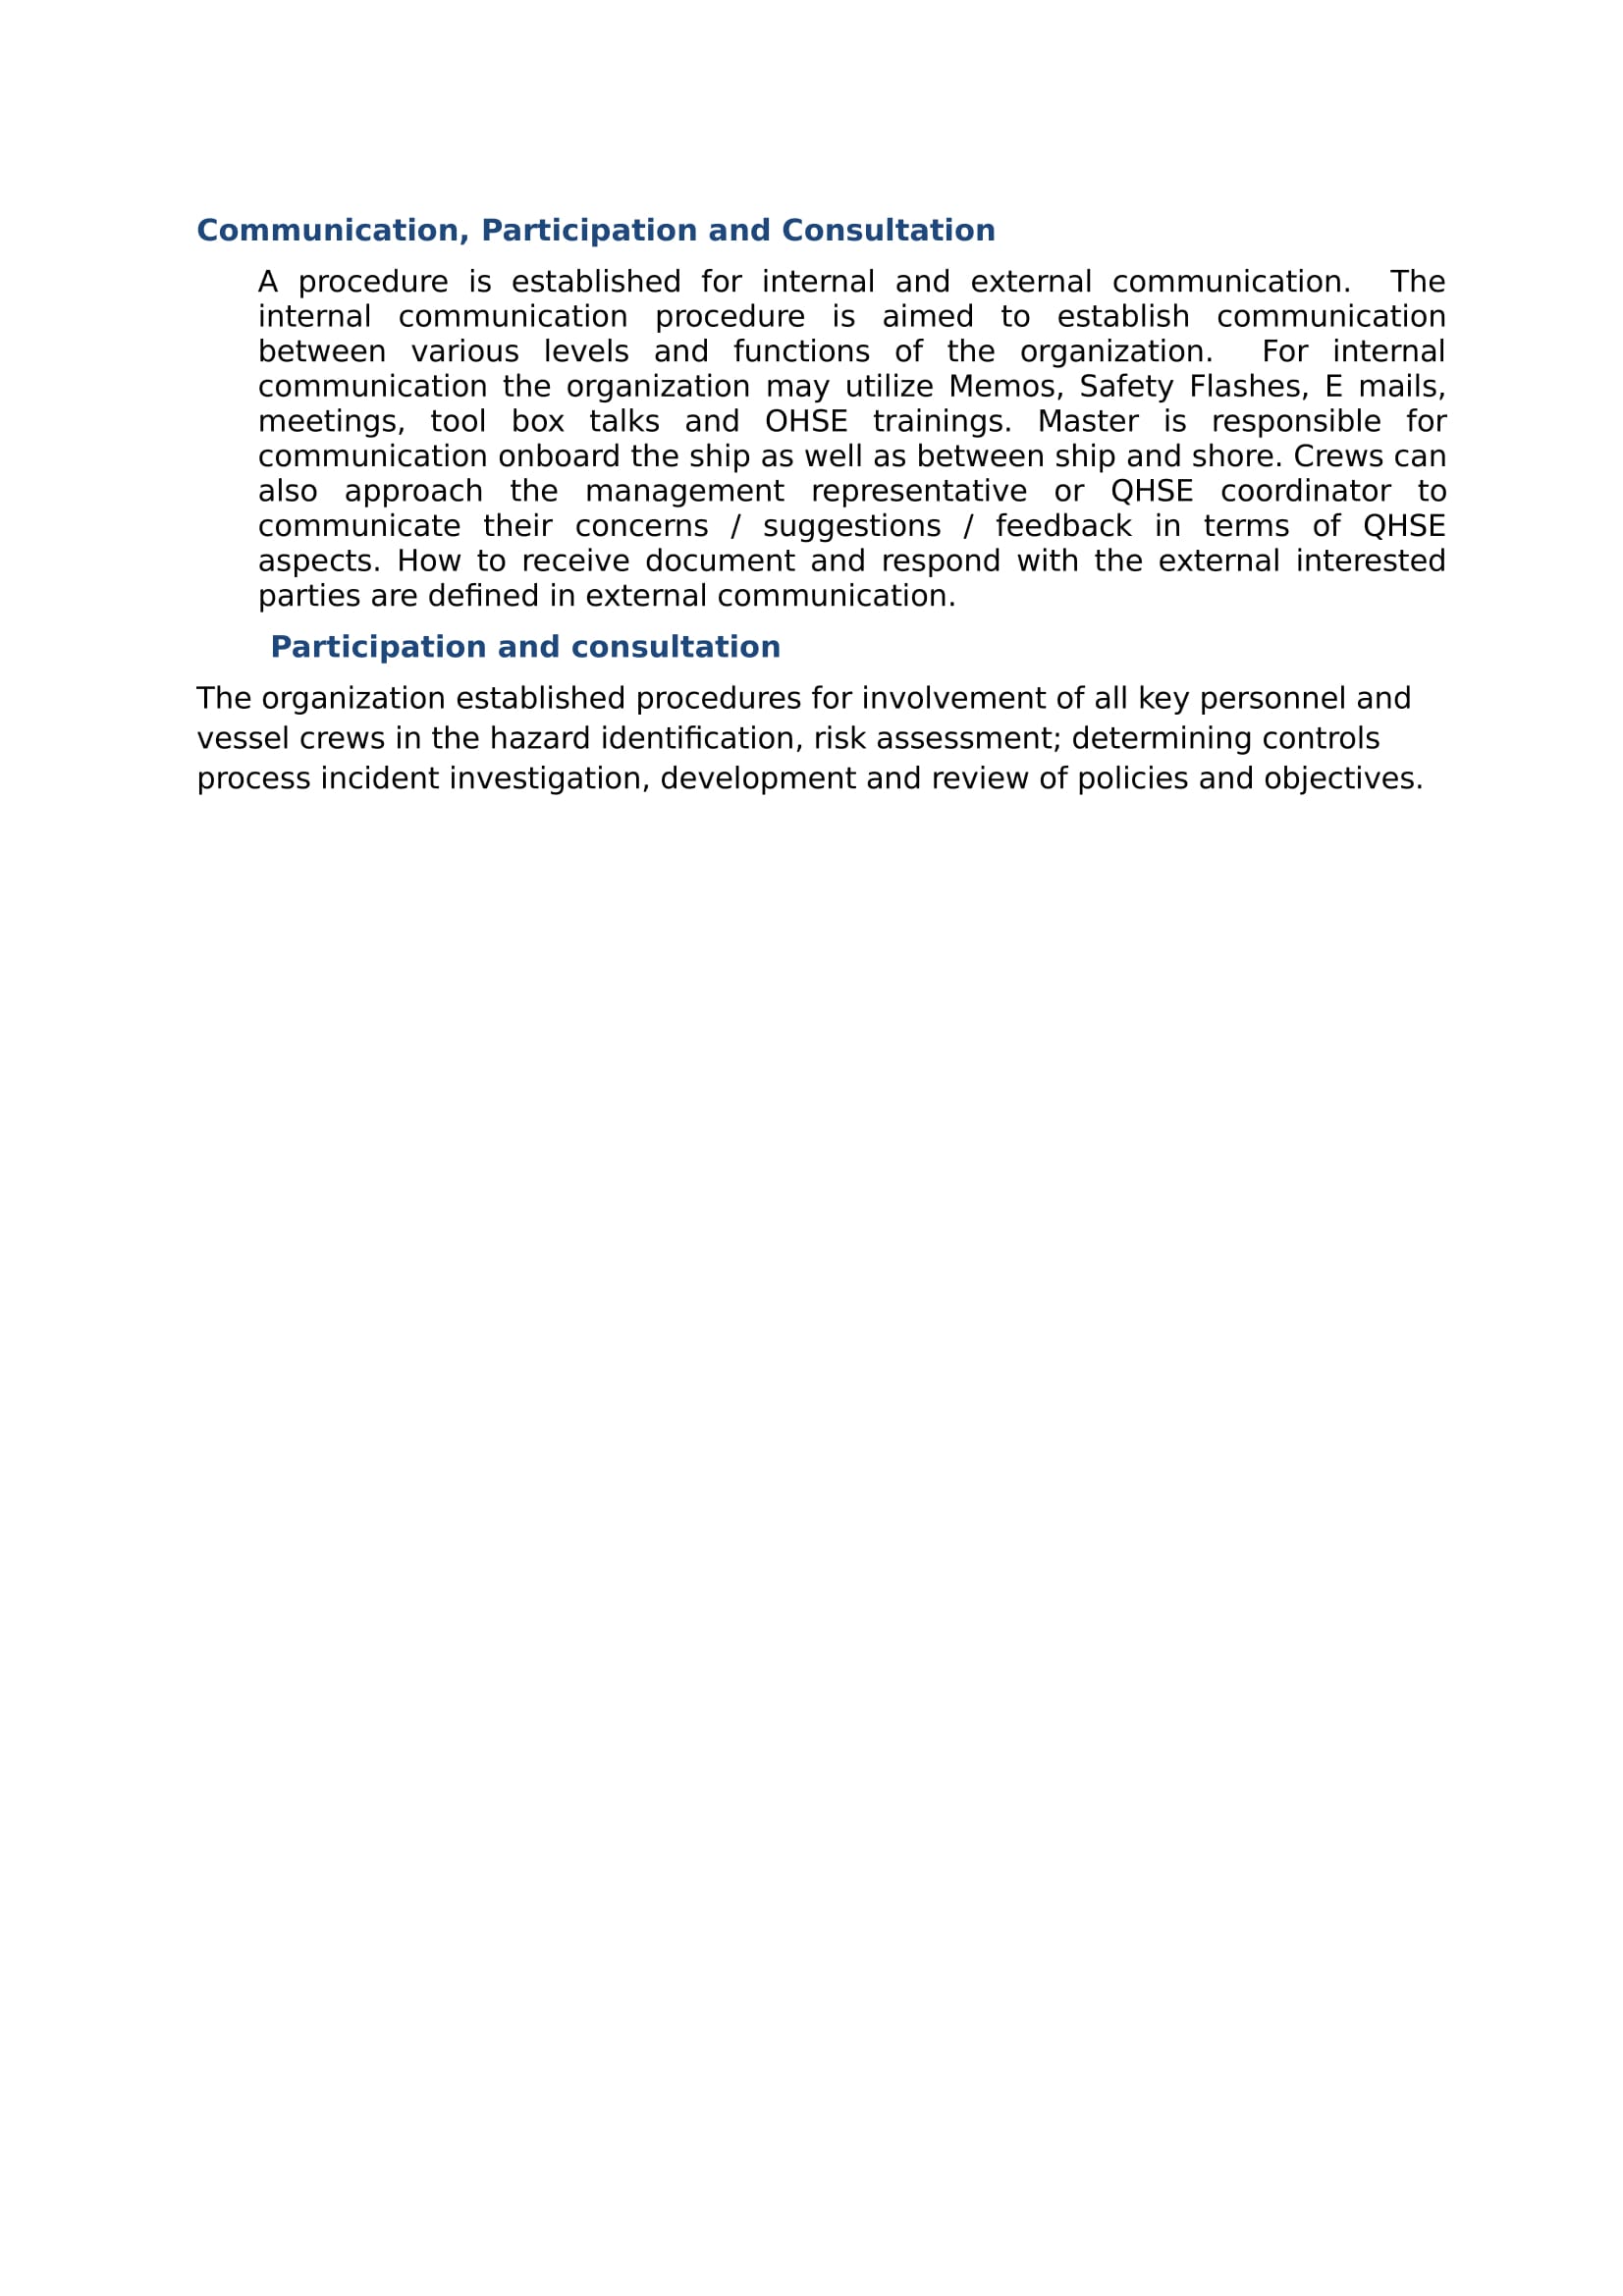 Communication, Participation and Consultation
A procedure is established for internal and external communication.  The
internal communication procedure is aimed to establish communication
between various levels and functions of the organization.  For internal
communication the organization may utilize Memos, Safety Flashes, E mails,
meetings, tool box talks and OHSE trainings. Master is responsible for
communication onboard the ship as well as between ship and shore. Crews can
also approach the management representative or QHSE coordinator to
communicate their concerns / suggestions / feedback in terms of QHSE
aspects. How to receive document and respond with the external interested
parties are defined in external communication.
Participation and consultation
The organization established procedures for involvement of all key personnel and
vessel crews in the hazard identification, risk assessment; determining controls
process incident investigation, development and review of policies and objectives.